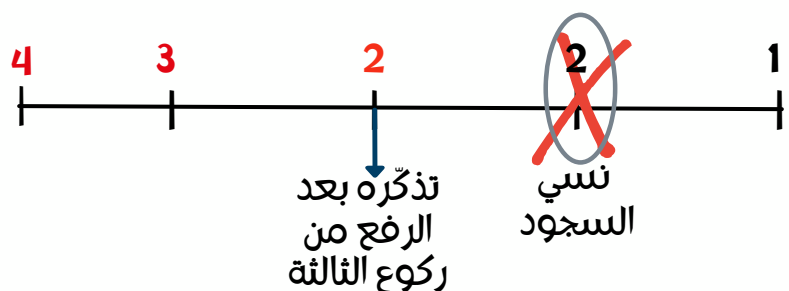 1 2 2 3 4
نسي
السجود
تذكّره بعد
الرفع من
ركوع الثالثة